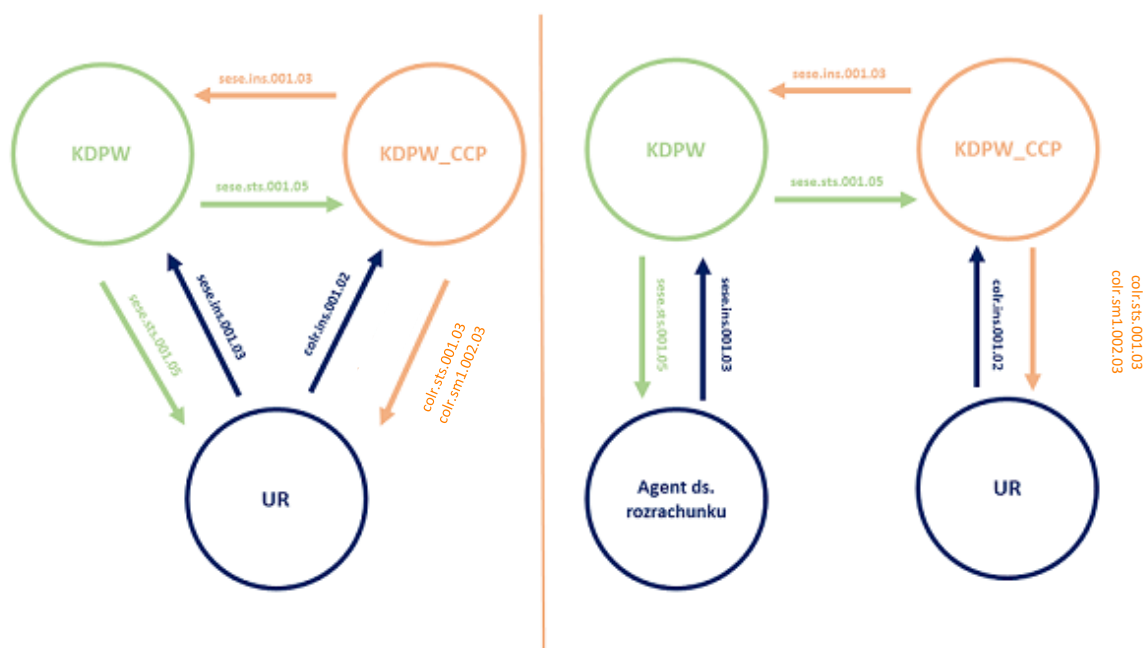 sese.ins.001.03
KDPW
KDPW_CCP
sese.sts.001.05
sese.sts.001.05
sese.ins.001.03
colr.ins.001.02
colr.sts.001.03
colr.sm1.002.03
UR
sese.ins.001.03
KDPW
KDPW_CCP
sese.sts.001.05
sese.sts.001.05
sese.ins.001.03
colr.ins.001.02
colr.sts.001.03
colr.sm1.002.03
Agent ds.
rozrachunku
UR